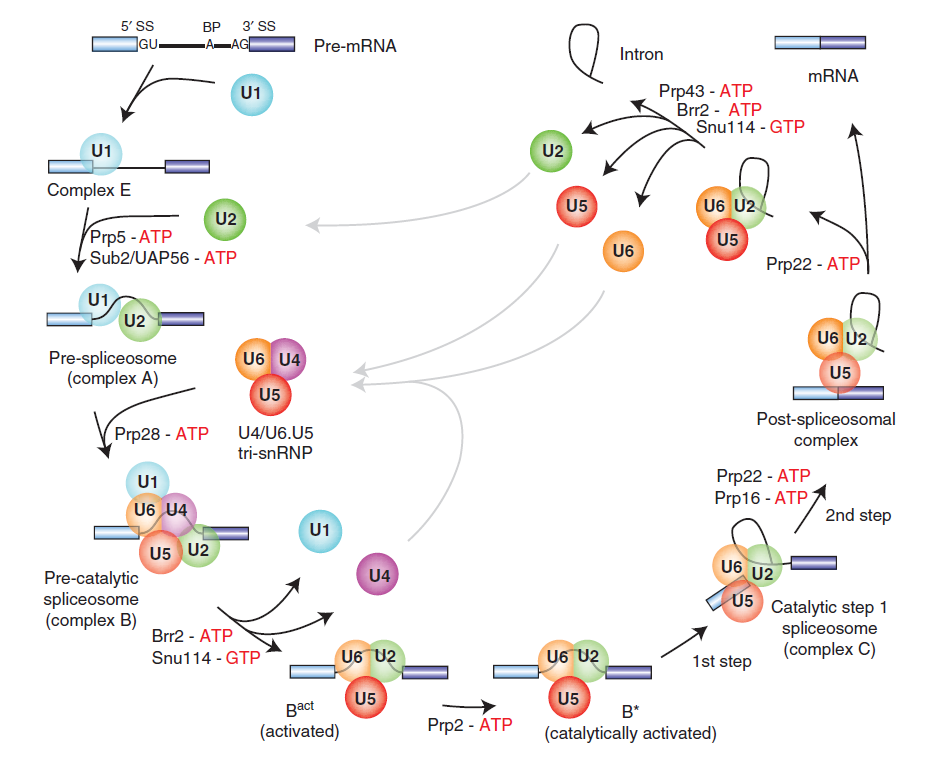 5′ SS
BP
3′ SS
GU
A
AG
Pre-mRNA
U1
U1
Complex E
U2
Prp5 - ATP
Sub2/UAP56 - ATP
U1
U2
Pre-spliceosome
(complex A)
U6
U4
U5
U4/U6.U5
tri-snRNP
Prp28 - ATP
U1
U6
U4
U5
U2
Pre-catalytic
spliceosome
(complex B)
U1
U4
Brr2 - ATP
Snu114 - GTP
U6
U2
U5
Bact
(activated)
Prp2 - ATP
U6
U2
U5
B*
(catalytically activated)
1st step
U6
U2
U5
Catalytic step 1
spliceosome
(complex C)
Prp22 - ATP
Prp16 - ATP
2nd step
U6
U2
U5
Post-spliceosomal
complex
Prp22 - ATP
mRNA
U6
U2
U5
Prp43 - ATP
Brr2 - ATP
Snu114 - GTP
Intron
U2
U5
U6